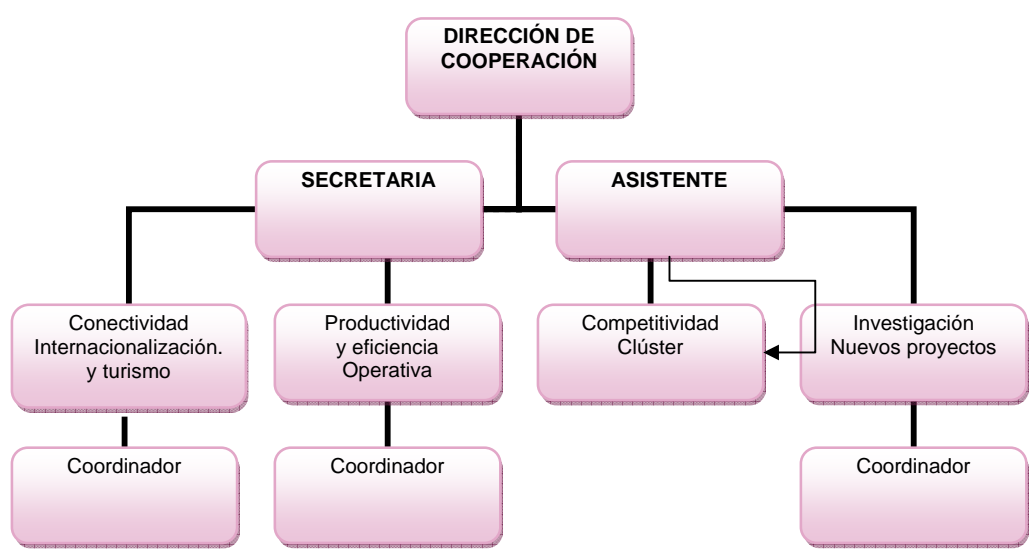 DIRECCIÓN DE
COOPERACIÓN
SECRETARIA
ASISTENTE
Conectividad
Internacionalización.
y turismo
Productividad
y eficiencia
Operativa
Competitividad
Clúster
Investigación
Nuevos proyectos
Coordinador
Coordinador
Coordinador